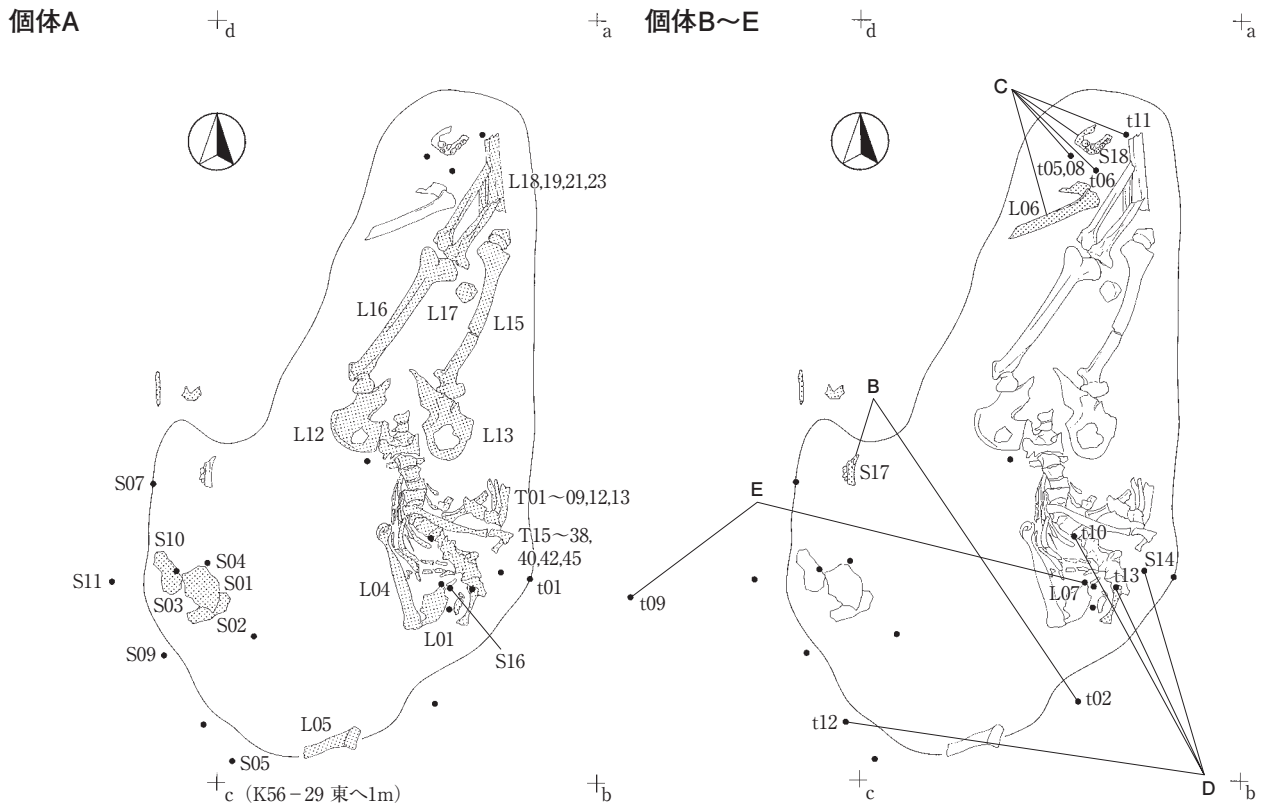 個体A
d
a
L18,19,21,23
L16
L17
L15
L12
L13
S07
T01～09,12,13
S10
S04
T15～38,
40,42,45
S11
S01
S03
L04
t01
S02
L01
S09
S16
L05
S05
c (K56－29 東へ1m)
b
個体B～E
d
a
C
t11
S18
t05,08
t06
L06
B
S17
E
t10
S14
t13
L07
t09
t02
t12
D
c
b